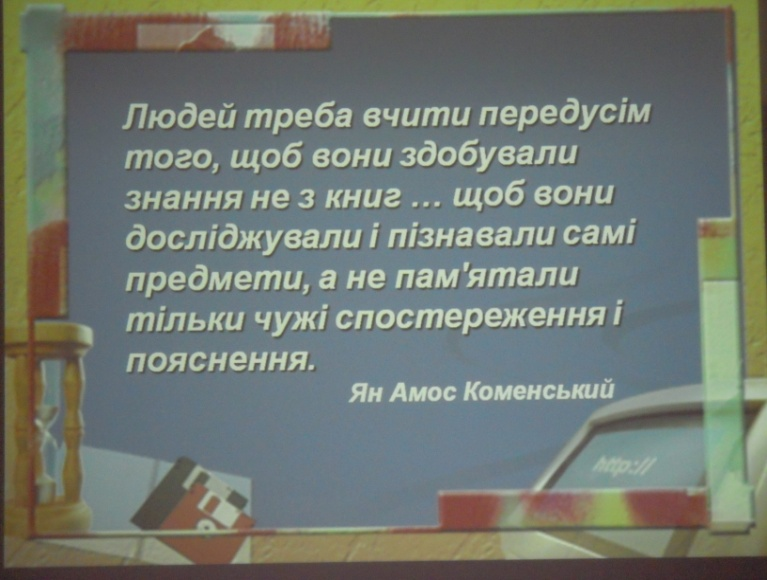 Людей треба вчити передусім
того, щоб вони здобували
знання не з книг ... щоб вони
досліджували і пізнавали самі
предмети, а не пам'ятали
тільки чужі спостереження і
пояснення.
Ян Амос Коменський
http://